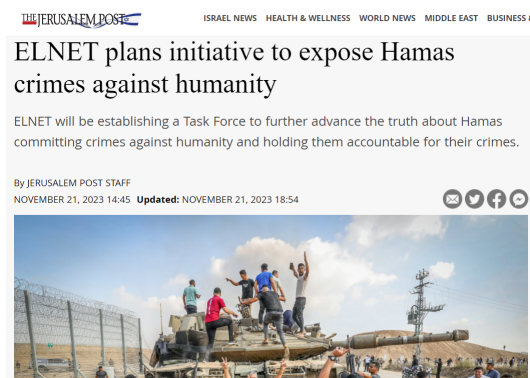 THE JERUSALEM POST
ISRAEL NEWS HEALTH & WELLNESS WORLD NEWS MIDDLE EAST BUSINESS
ELNET plans initiative to expose Hamas
crimes against humanity
ELNET will be establishing a Task Force to further advance the truth about Hamas
committing crimes against humanity and holding them accountable for their crimes.
By JERUSALEM POST STAFF
NOVEMBER 21, 2023 14:45 Updated: NOVEMBER 21, 2023 18:54